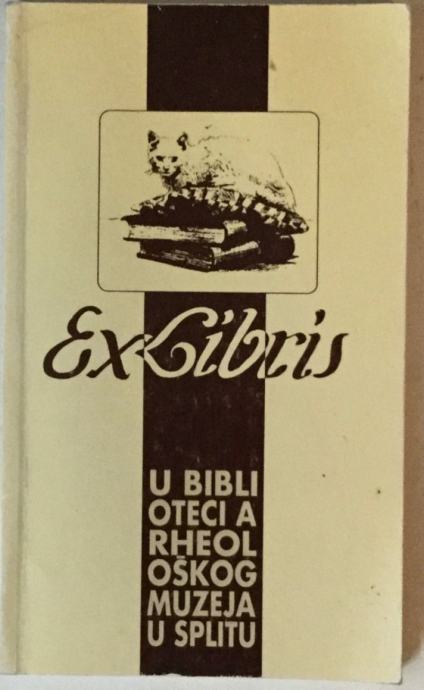 Ex Libris
U BIBLI
OTECI A
RHEOL
OŠKOG
MUZEJA
U SPLITU